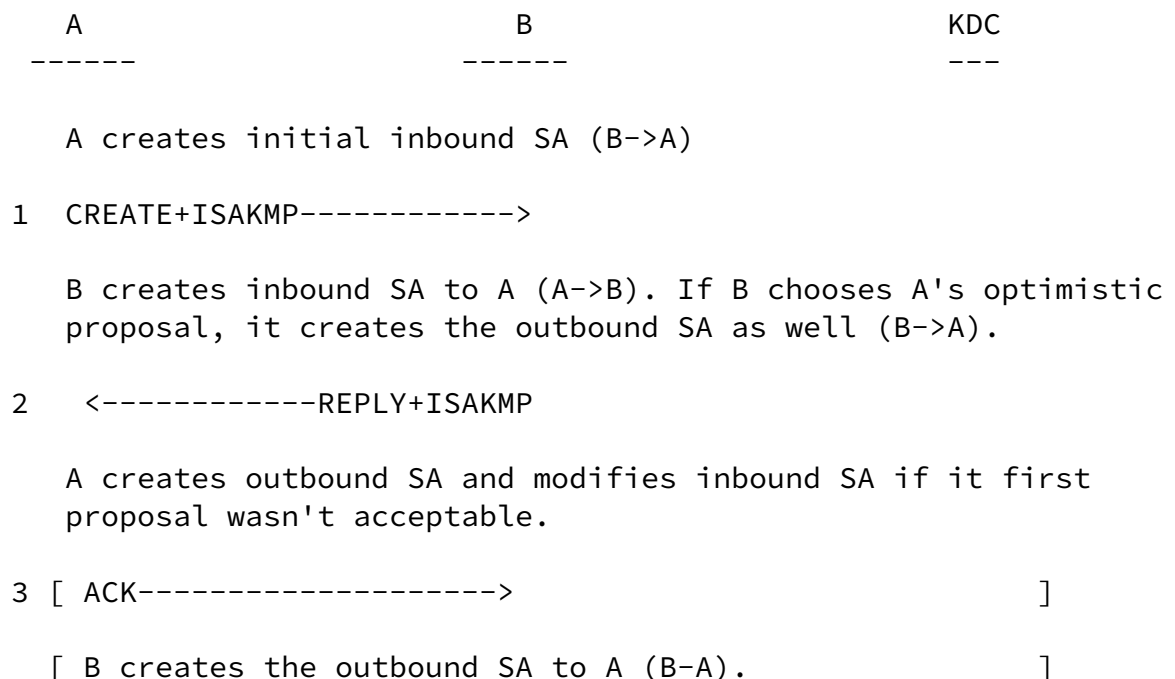 A B KDC
------ ------ ---
A creates initial inbound SA (B->A)
1 CREATE+ISAKMP------------>
B creates inbound SA to A (A->B). If B chooses A's optimistic
proposal, it creates the outbound SA as well (B->A).
2 <------------REPLY+ISAKMP
A creates outbound SA and modifies inbound SA if it first
proposal wasn't acceptable.
3 [ ACK--------------------> ]
[ B creates the outbound SA to A (B-A). ]